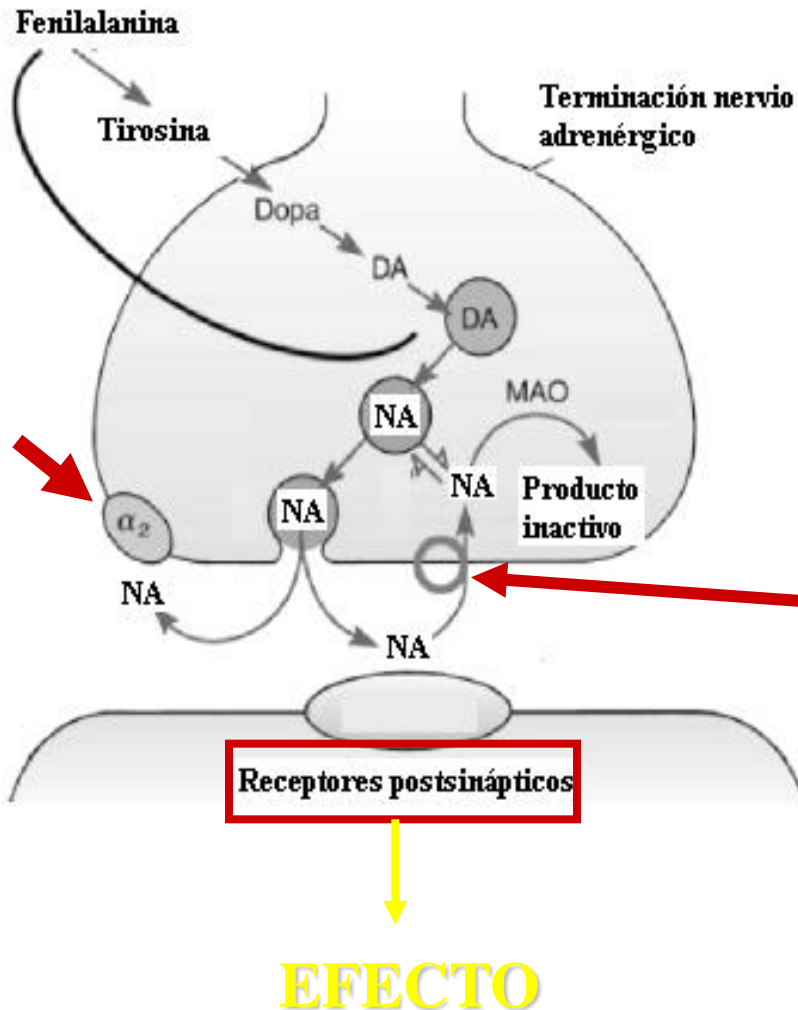 Fenilalanina
Tirosina
Terminación nervio
adrenérgico
Dopa
DA
DA
NA
MAO
NA
Producto
inactivo
NA
α2
NA
NA
Receptores postsinápticos
EFECTO